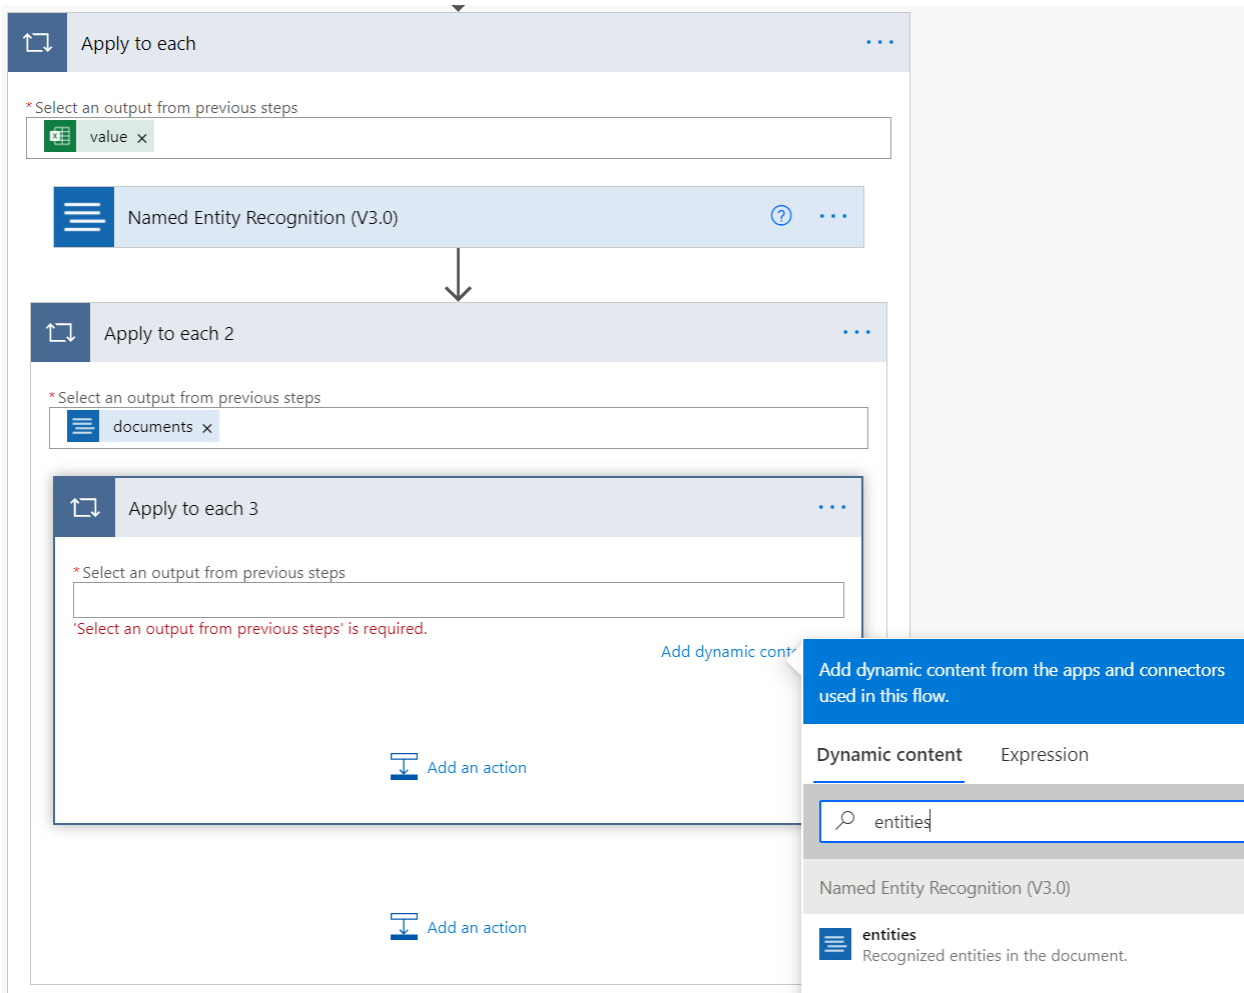 Apply to each
* Select an output from previous steps
value
Named Entity Recognition (V3.0)
Apply to each 2
* Select an output from previous steps
documents
Apply to each 3
* Select an output from previous steps
'Select an output from previous steps' is required.
Add dynamic conte
Add an action
Add an action
Add dynamic content from the apps and connectors
used in this flow.
Dynamic content Expression
entities
Named Entity Recognition (V3.0)
entities
Recognized entities in the document.